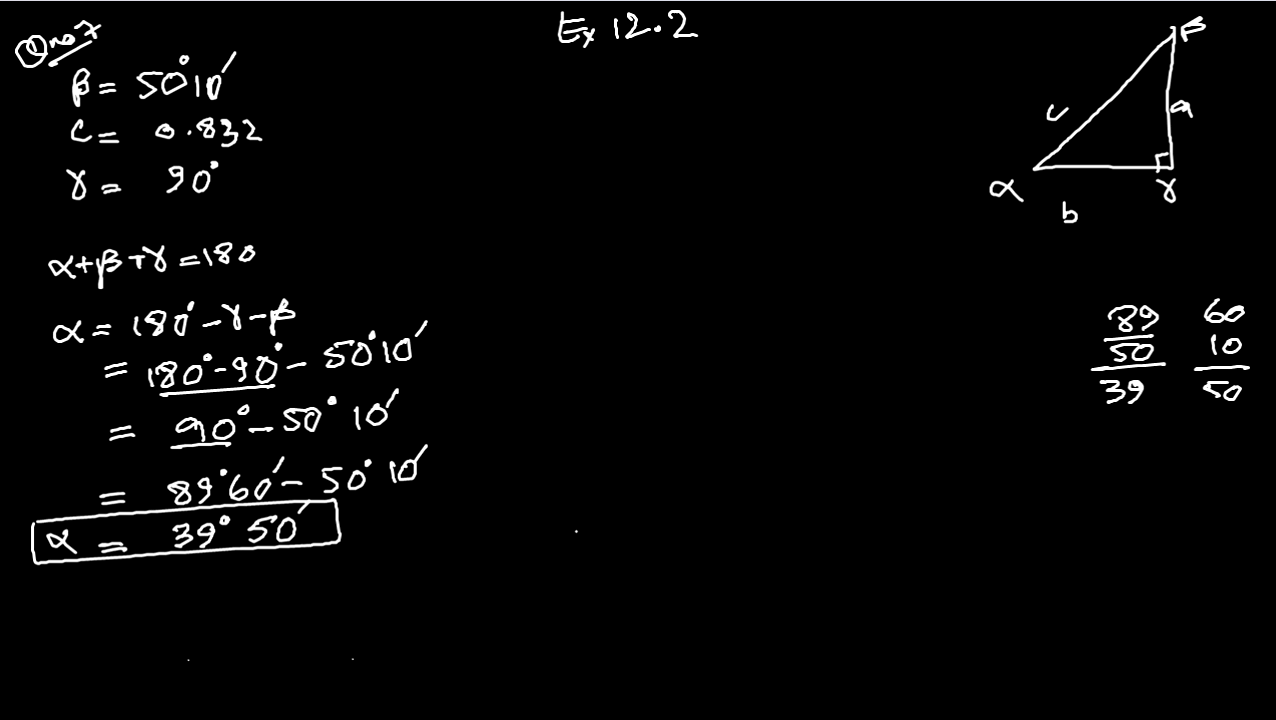 Ex 12.2
Q no 7
β = 50°10′
c = 0.832
γ = 90°
α+β+γ = 180
α = 180° - γ - β
= 180° - 90° - 50°10′
= 90° - 50° 10′
= 89°60′ - 50° 10′
α = 39° 50′
β
c
a
α
γ
b
89 60
50 10
39 50